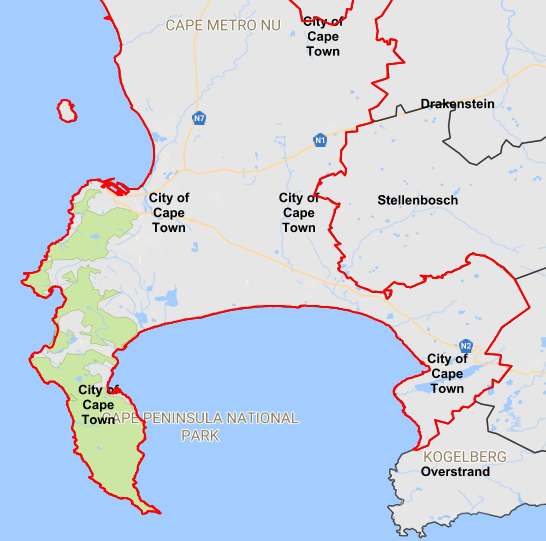 CAPE METRO NU
City of
Cape
Town
Drakenstein
N7
N1
City of
Cape
Town
City of
Cape
Town
Stellenbosch
N2
City of
Cape
Town
City of
Cape
Town
CAPE PENINSULA NATIONAL
PARK
KOGELBERG
Overstrand